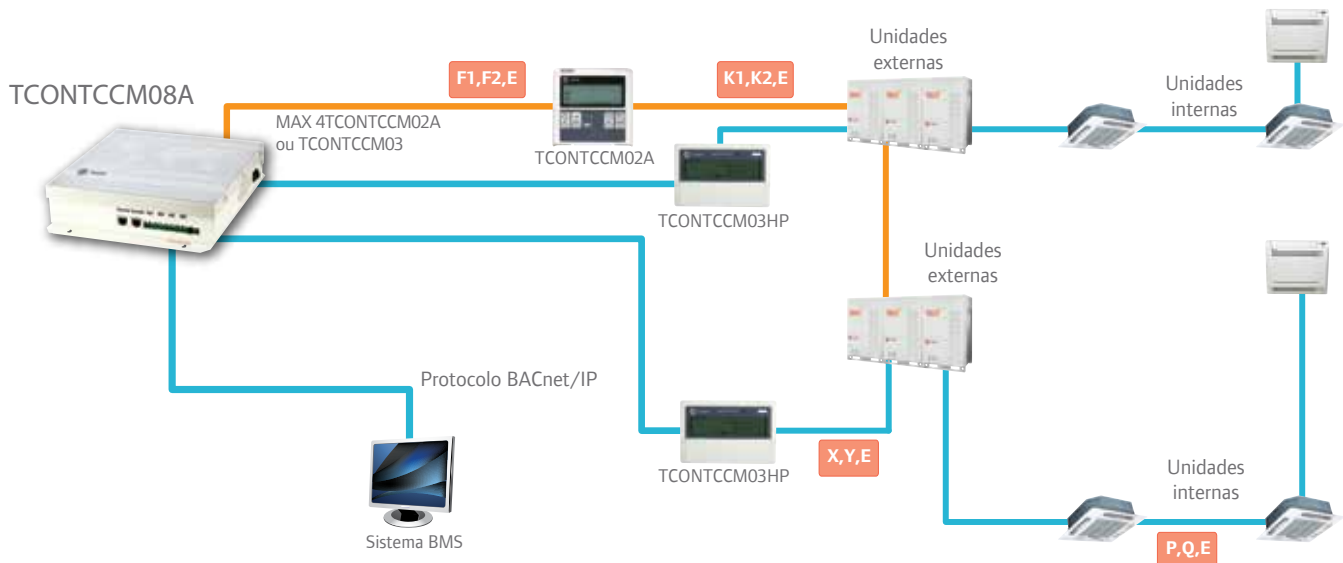 TCONTCCM08A
F1,F2,E
K1,K2,E
MAX 4TCONTCCM02A
ou TCONTCCM03
TCONTCCM02A
Unidades
externas
Unidades
internas
TCONTCCM03HP
Unidades
externas
Protocolo BACnet/IP
TCONTCCM03HP
X,Y,E
Unidades
internas
P,Q,E
Sistema BMS